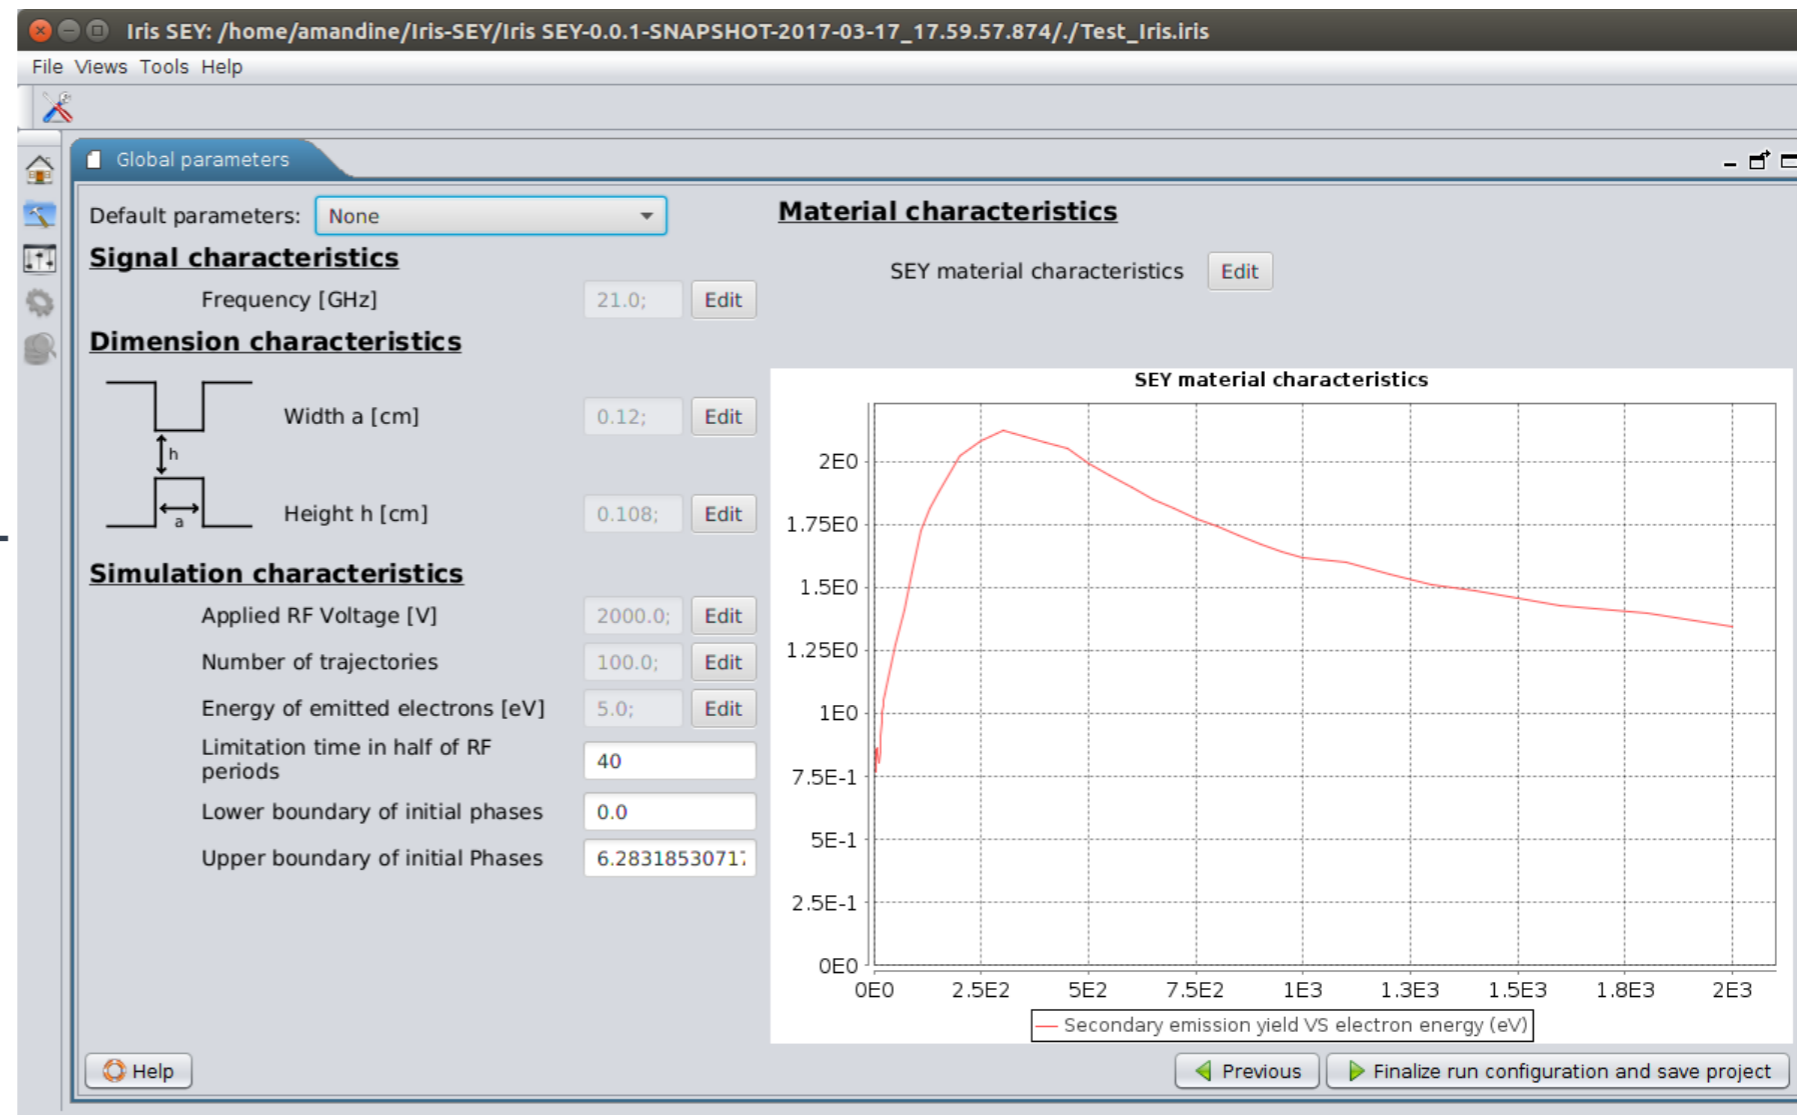 Iris SEY: /home/amandine/Iris-SEY/Iris SEY-0.0.1-SNAPSHOT-2017-03-17_17.59.57.874/./Test_Iris.iris
File Views Tools Help
Global parameters
Default parameters: None
Signal characteristics
Frequency [GHz] 21.0; Edit
Dimension characteristics
Width a [cm] 0.12; Edit
h
Height h [cm] 0.108; Edit
a
Simulation characteristics
Applied RF Voltage [V] 2000.0; Edit
Number of trajectories 100.0; Edit
Energy of emitted electrons [eV] 5.0; Edit
Limitation time in half of RF
periods 40
Lower boundary of initial phases 0.0
Upper boundary of initial Phases 6.2831853071
Material characteristics
SEY material characteristics Edit
SEY material characteristics
2E0
1.75E0
1.5E0
1.25E0
1E0
7.5E-1
5E-1
2.5E-1
0E0
0E0 2.5E2 5E2 7.5E2 1E3 1.3E3 1.5E3 1.8E3 2E3
Secondary emission yield VS electron energy (eV)
Help Previous Finalize run configuration and save project